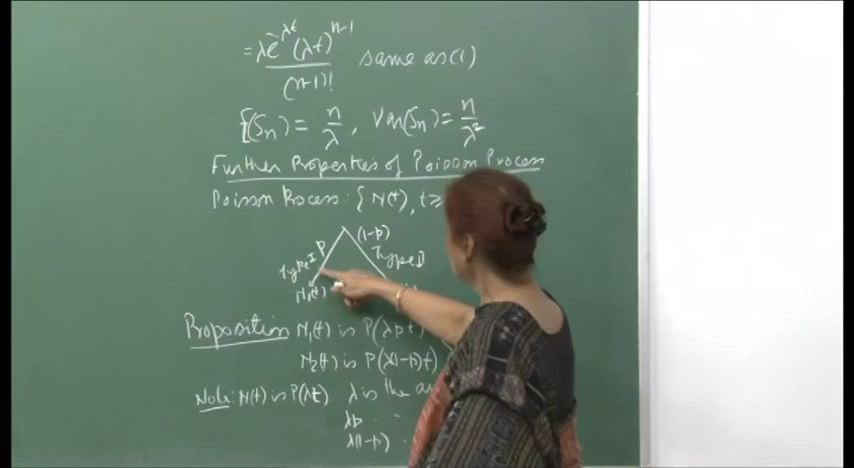 = λe^-λt (λt)^n-1 / (n-1)! same as (1)
E(Sn) = n/λ, Var(Sn) = n/λ²
Further Properties of Poisson Process
Poisson Process : { N(t), t ≥
P (1-p)
Type I Type II
N₁(t)
Proposition N₁(t) is P(λpt)
N₂(t) is P(λ(1-p)t)
Note: N(t) is P(λt) λ is the
λp
λ(1-p)